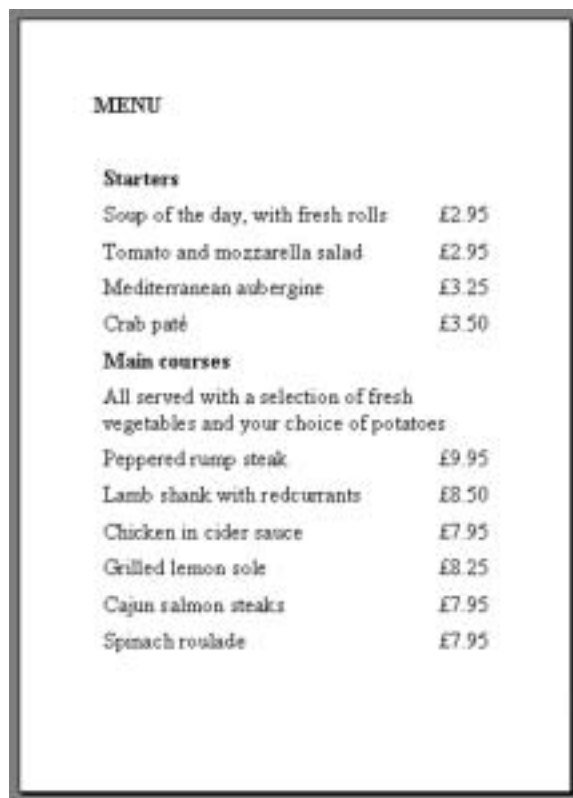 MENU
Starters
Soup of the day, with fresh rolls £2.95
Tomato and mozzarella salad £2.95
Mediterranean aubergine £3.25
Crab paté £3.50
Main courses
All served with a selection of fresh
vegetables and your choice of potatoes
Peppered rump steak £9.95
Lamb shank with redcurrants £8.50
Chicken in cider sauce £7.95
Grilled lemon sole £8.25
Cajun salmon steaks £7.95
Spinach roulade £7.95